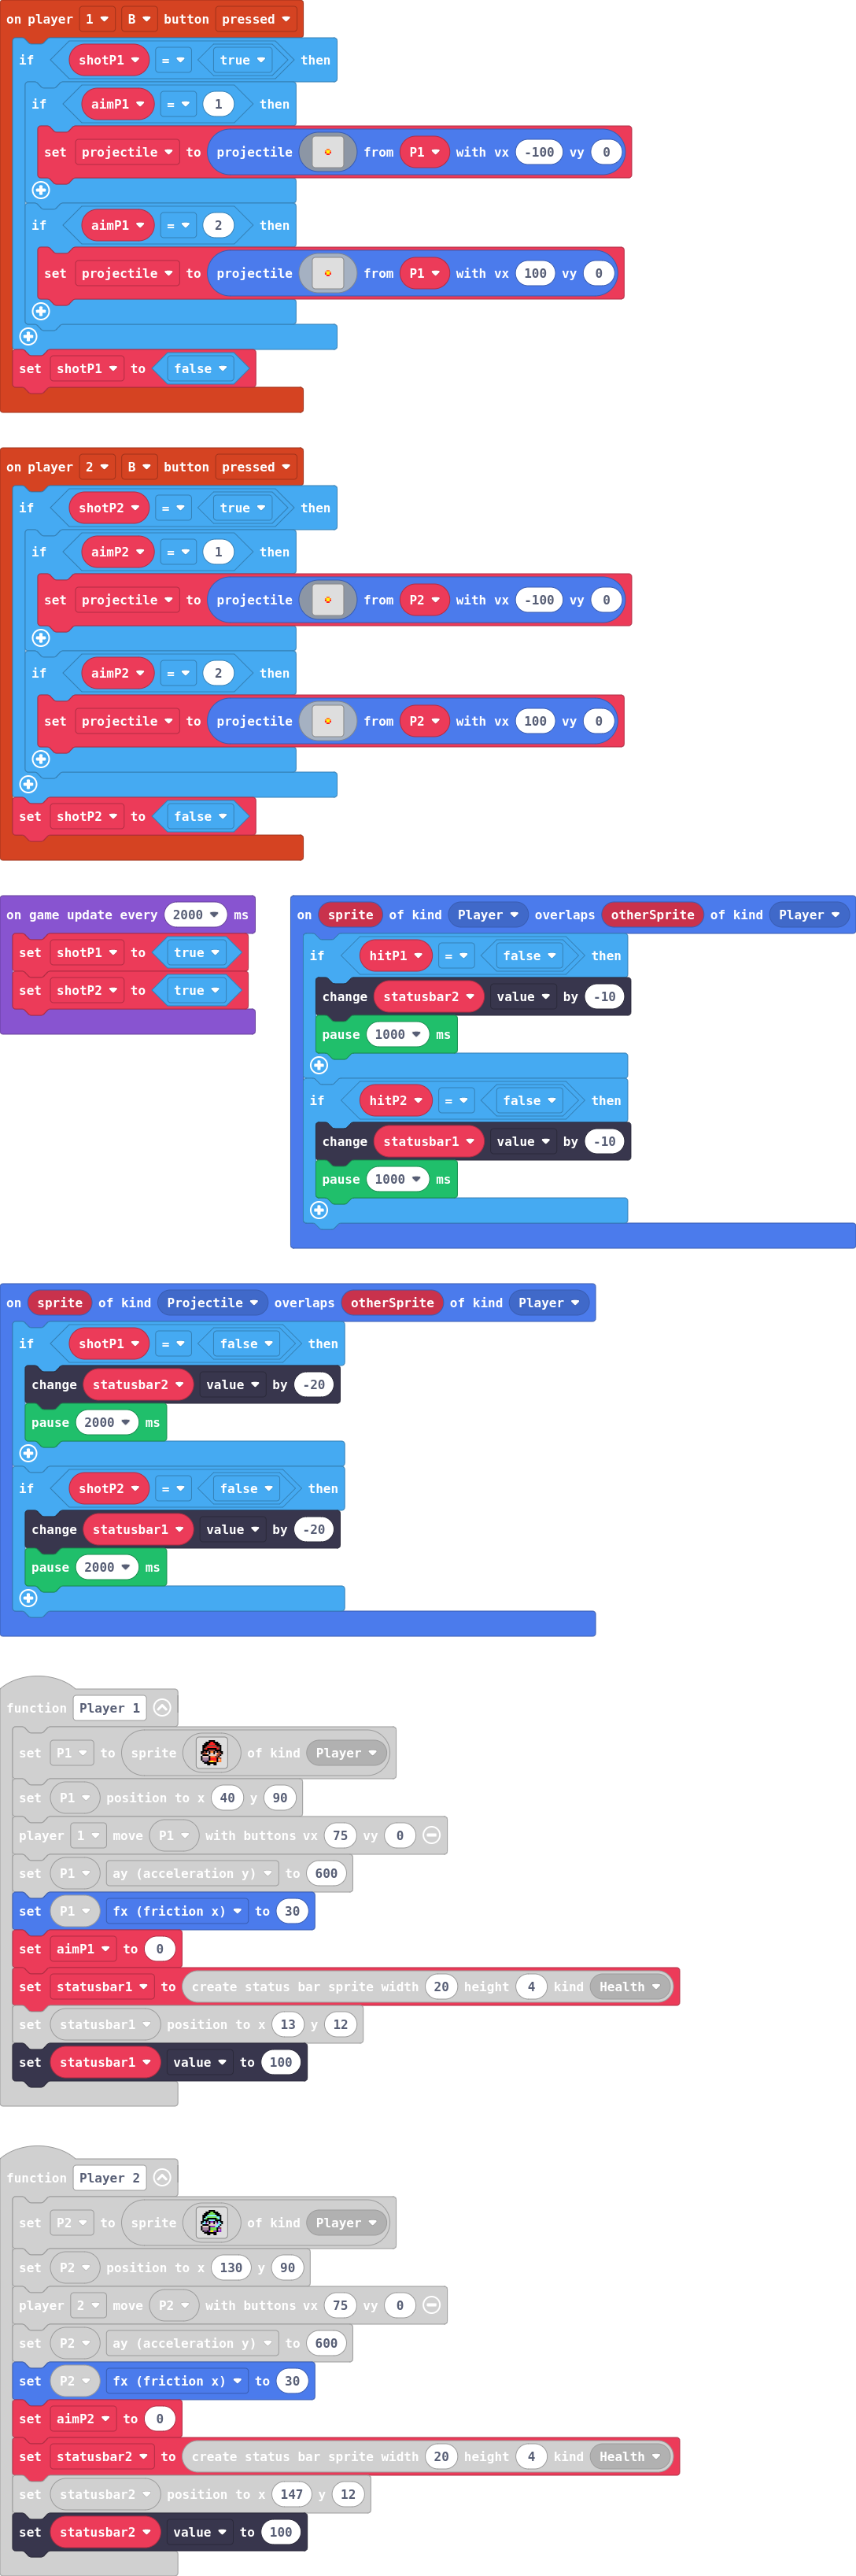 on player 1 B button pressed
if shotP1 = true then
if aimP1 = 1 then
set projectile to projectile from P1 with vx -100 vy 0
if aimP1 = 2 then
set projectile to projectile from P1 with vx 100 vy 0
set shotP1 to false
on player 2 B button pressed
if shotP2 = true then
if aimP2 = 1 then
set projectile to projectile from P2 with vx -100 vy 0
if aimP2 = 2 then
set projectile to projectile from P2 with vx 100 vy 0
set shotP2 to false
on game update every 2000 ms
set shotP1 to true
set shotP2 to true
on sprite of kind Player overlaps otherSprite of kind Player
if hitP1 = false then
change statusbar2 value by -10
pause 1000 ms
if hitP2 = false then
change statusbar1 value by -10
pause 1000 ms
on sprite of kind Projectile overlaps otherSprite of kind Player
if shotP1 = false then
change statusbar2 value by -20
pause 2000 ms
if shotP2 = false then
change statusbar1 value by -20
pause 2000 ms
function Player 1
set P1 to sprite of kind Player
set P1 position to x 40 y 90
player 1 move P1 with buttons vx 75 vy 0
set P1 ay (acceleration y) to 600
set P1 fx (friction x) to 30
set aimP1 to 0
set statusbar1 to create status bar sprite width 20 height 4 kind Health
set statusbar1 position to x 13 y 12
set statusbar1 value to 100
function Player 2
set P2 to sprite of kind Player
set P2 position to x 130 y 90
player 2 move P2 with buttons vx 75 vy 0
set P2 ay (acceleration y) to 600
set P2 fx (friction x) to 30
set aimP2 to 0
set statusbar2 to create status bar sprite width 20 height 4 kind Health
set statusbar2 position to x 147 y 12
set statusbar2 value to 100